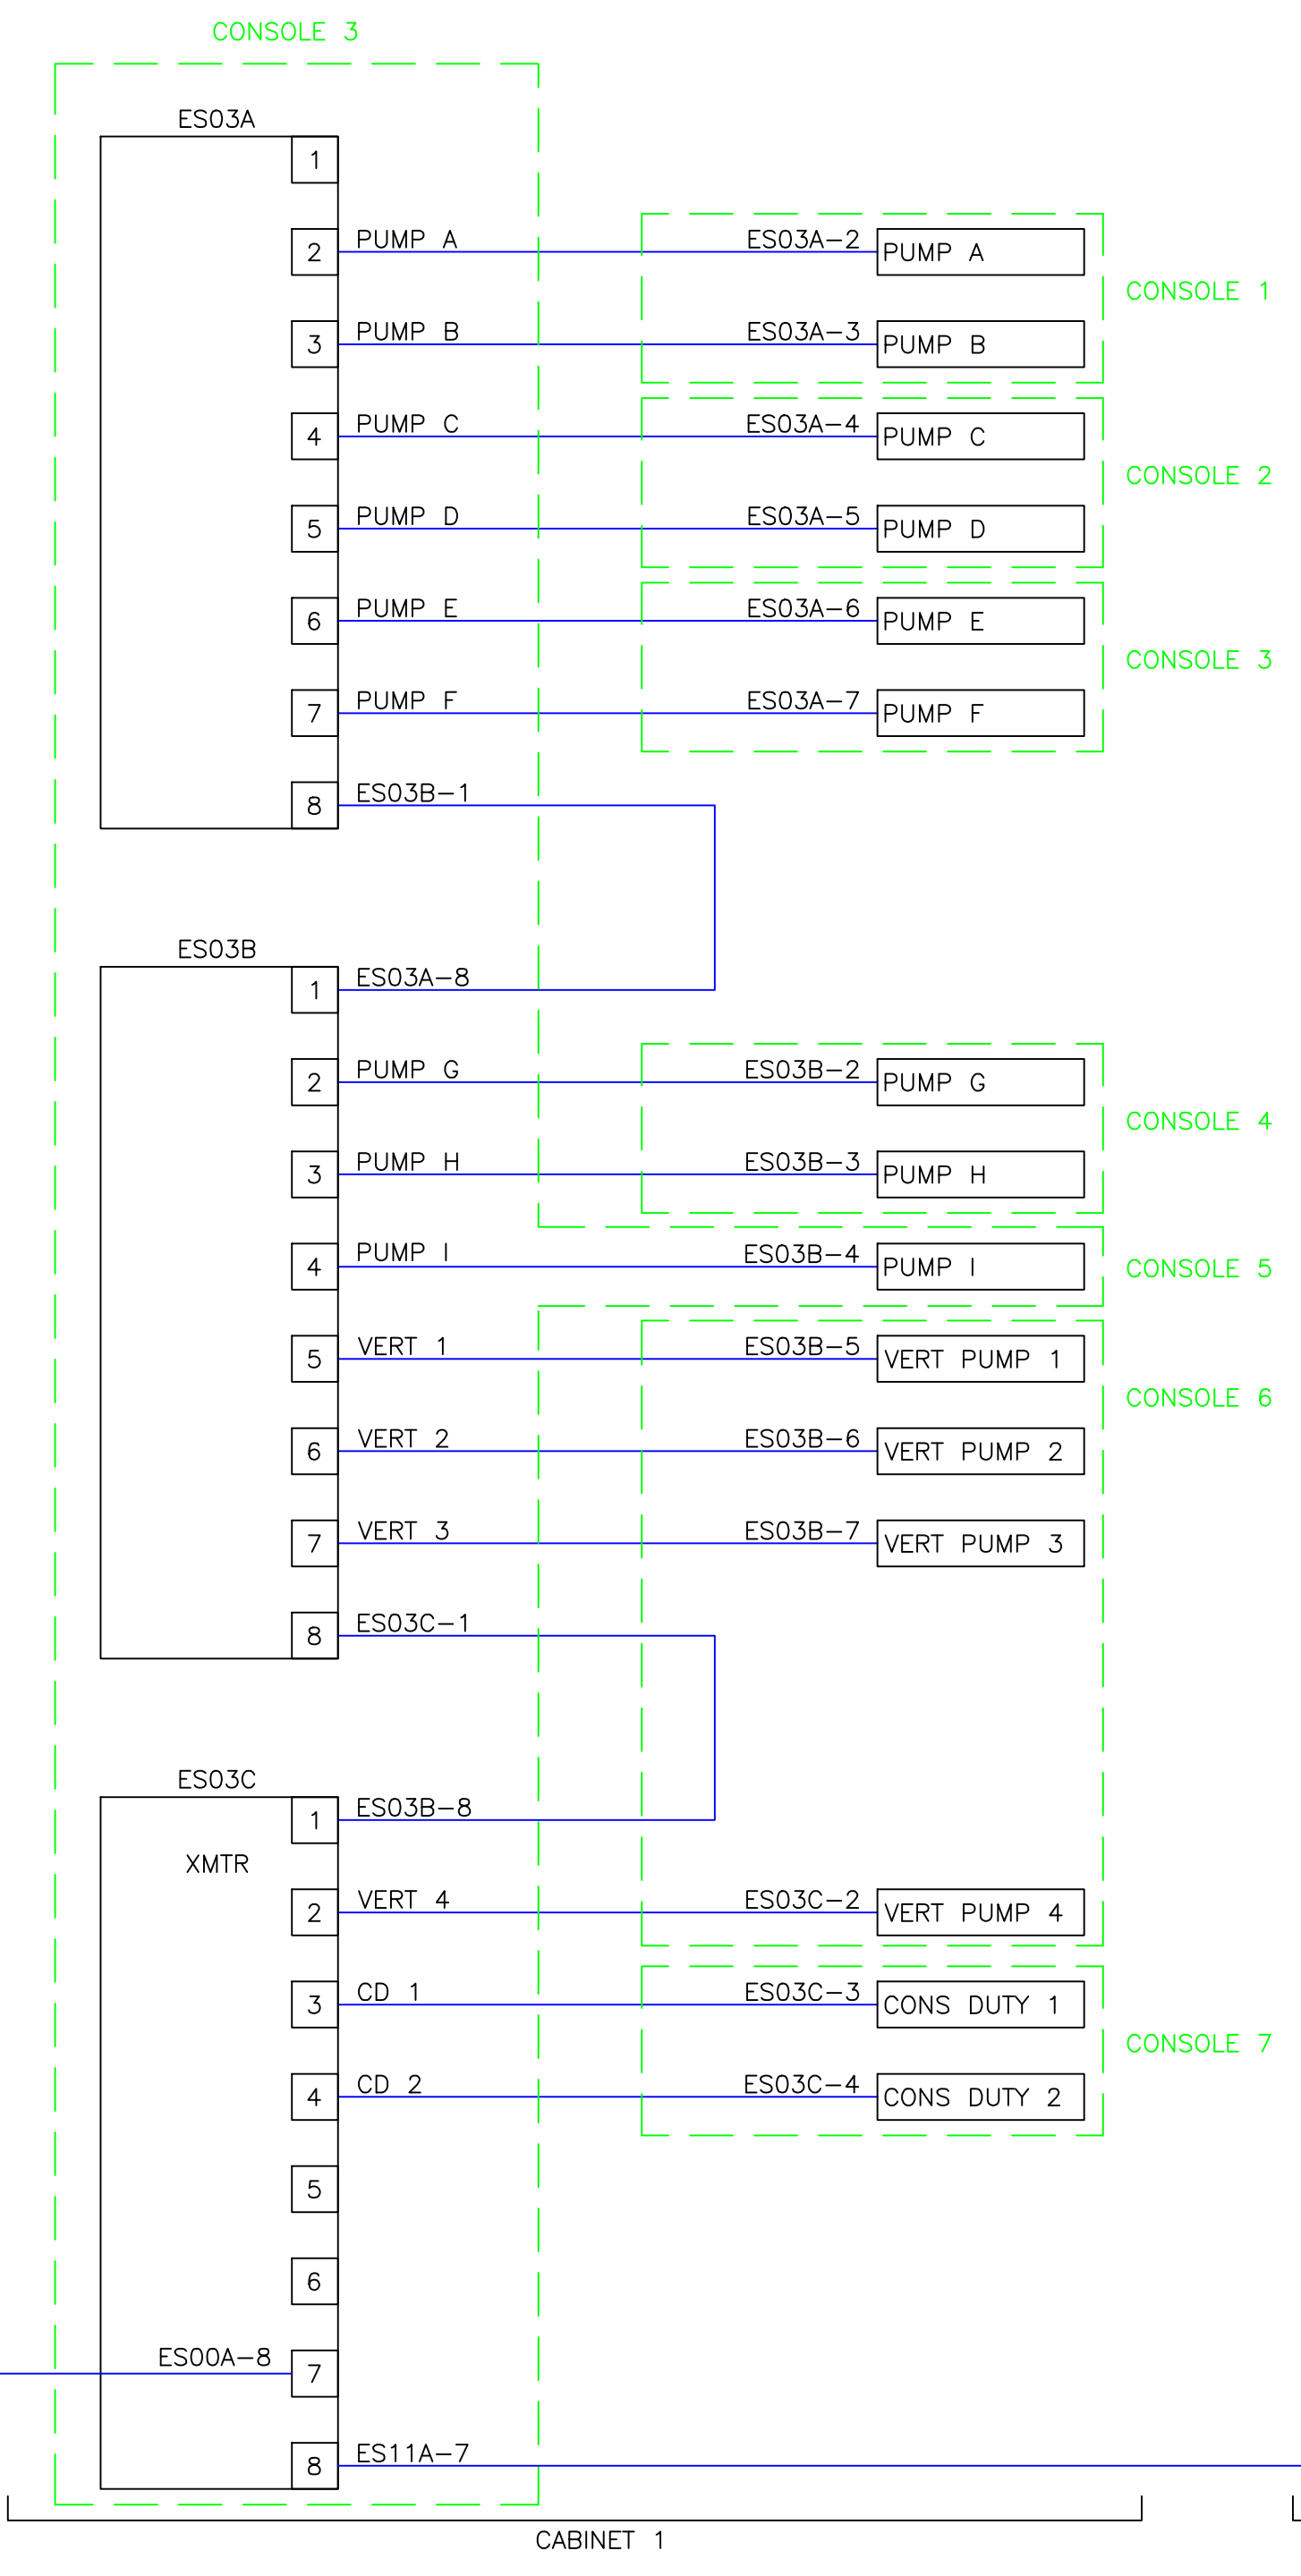 CONSOLE 3
ES03A
1
2 PUMP A ES03A-2 PUMP A
CONSOLE 1
3 PUMP B ES03A-3 PUMP B
4 PUMP C ES03A-4 PUMP C
CONSOLE 2
5 PUMP D ES03A-5 PUMP D
6 PUMP E ES03A-6 PUMP E
CONSOLE 3
7 PUMP F ES03A-7 PUMP F
8 ES03B-1
ES03B
1 ES03A-8
2 PUMP G ES03B-2 PUMP G
CONSOLE 4
3 PUMP H ES03B-3 PUMP H
4 PUMP I ES03B-4 PUMP I CONSOLE 5
5 VERT 1 ES03B-5 VERT PUMP 1
CONSOLE 6
6 VERT 2 ES03B-6 VERT PUMP 2
7 VERT 3 ES03B-7 VERT PUMP 3
8 ES03C-1
ES03C
1 ES03B-8
XMTR
2 VERT 4 ES03C-2 VERT PUMP 4
3 CD 1 ES03C-3 CONS DUTY 1
CONSOLE 7
4 CD 2 ES03C-4 CONS DUTY 2
5
6
ES00A-8 7
8 ES11A-7
CABINET 1